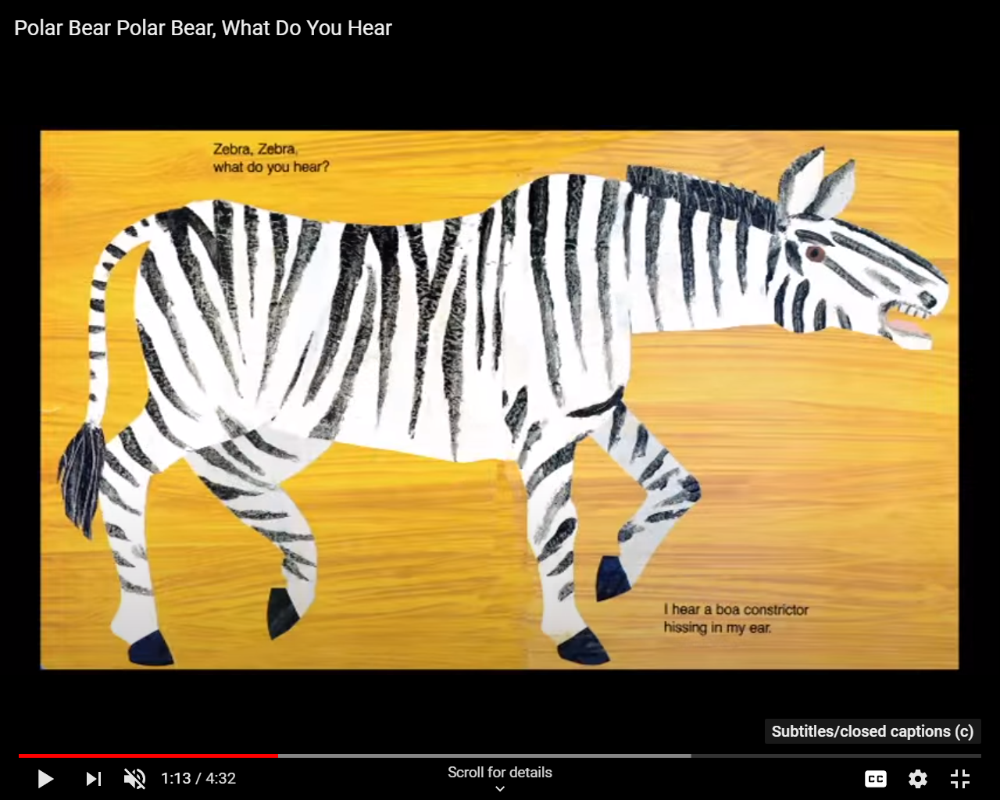 Polar Bear Polar Bear, What Do You Hear
Zebra, Zebra,
what do you hear?
I hear a boa constrictor
hissing in my ear.
Subtitles/closed captions (c)
1:13 / 4:32
Scroll for details
CC